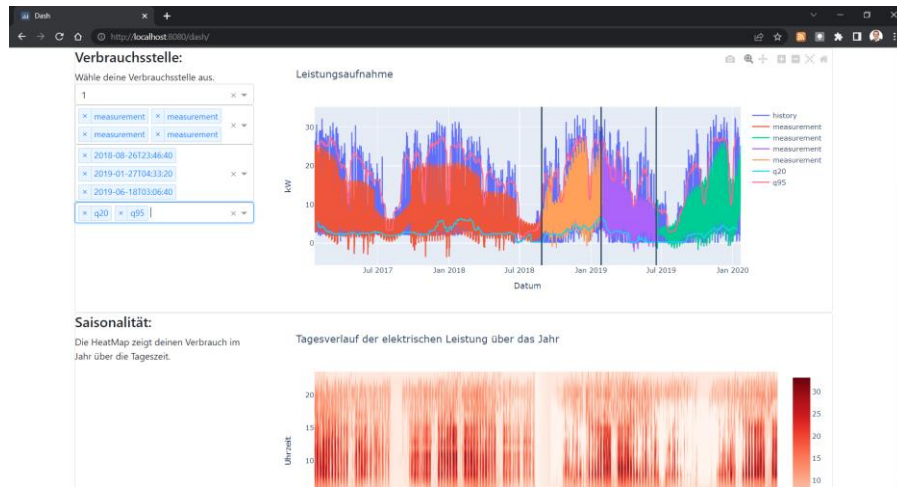 Dash
http://localhost:8080/dash/
Verbrauchsstelle:
Wähle deine Verbrauchsstelle aus.
1
× measurement × measurement
× measurement × measurement
× 2018-08-26T23:46:40
× 2019-01-27T04:33:20
× 2019-06-18T03:06:40
× q20 × q95
Leistungsaufnahme
30
20
10
0
kW
Jul 2017
Jan 2018
Jul 2018
Jan 2019
Jul 2019
Jan 2020
Datum
history
measurement
measurement
measurement
measurement
q20
q95
Saisonalität:
Die HeatMap zeigt deinen Verbrauch im
Jahr über die Tageszeit.
Tagesverlauf der elektrischen Leistung über das Jahr
20
15
10
Uhrzeit
30
25
20
15
10